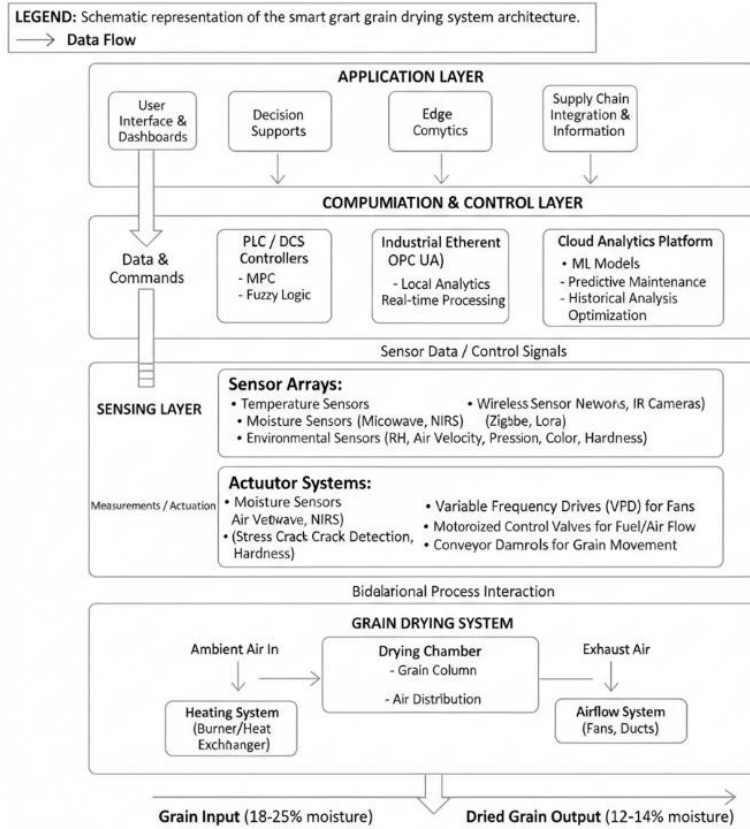 LEGEND: Schematic representation of the smart grart grain drying system architecture.
Data Flow
APPLICATION LAYER
User
Interface &
Dashboards
Decision
Supports
Edge
Comytics
Supply Chain
Integration &
Information
COMPUMIATION & CONTROL LAYER
Data &
Commands
PLC / DCS
Controllers
- MPC
- Fuzzy Logic
Industrial Etherent
OPC UA)
- Local Analytics
Real-time Processing
Cloud Analytics Platform
• ML Models
- Predictive Maintenance
- Historical Analysis
Optimization
Sensor Data / Control Signals
SENSING LAYER
Sensor Arrays:
• Temperature Sensors
• Moisture Sensors (Micowave, NIRS)
• Environmental Sensors (RH, Air Velocity, Pression, Color, Hardness)
• Wireless Sensor Networıs, IR Cameras)
(Zigbbe, Lora)
Measurements / Actuation
Actuutor Systems:
• Moisture Sensors
Air Vetwave, NIRS)
• (Stress Crack Crack Detection,
Hardness)
• Variable Frequency Drives (VPD) for Fans
• Motoroized Control Valves for Fuel/Air Flow
• Conveyor Damrols for Grain Movement
Bidalarional Process Interaction
GRAIN DRYING SYSTEM
Ambient Air In
Drying Chamber
- Grain Column
- Air Distribution
Exhaust Air
Heating System
(Burner/Heat
Exchhanger)
Airflow System
(Fans, Ducts)
Grain Input (18-25% moisture)
Dried Grain Output (12-14% moisture)